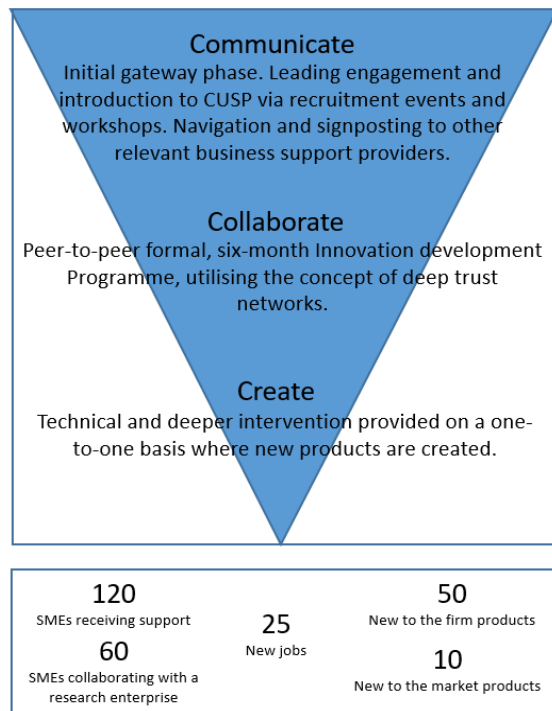 Communicate
Initial gateway phase. Leading engagement and
introduction to CUSP via recruitment events and
workshops. Navigation and signposting to other
relevant business support providers.
Collaborate
Peer-to-peer formal, six-month Innovation development
Programme, utilising the concept of deep trust
networks.
Create
Technical and deeper intervention provided on a one-
to-one basis where new products are created.
120
SMEs receiving support
60
SMEs collaborating with a
research enterprise
25
New jobs
50
New to the firm products
10
New to the market products